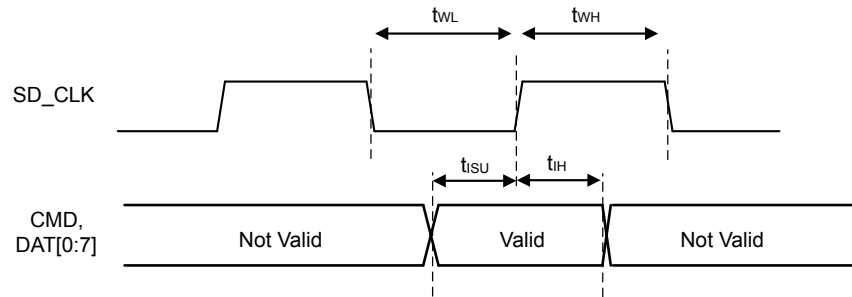 tWL tWH
SD_CLK
tISU tIH
CMD,
DAT[0:7]
Not Valid Valid Not Valid